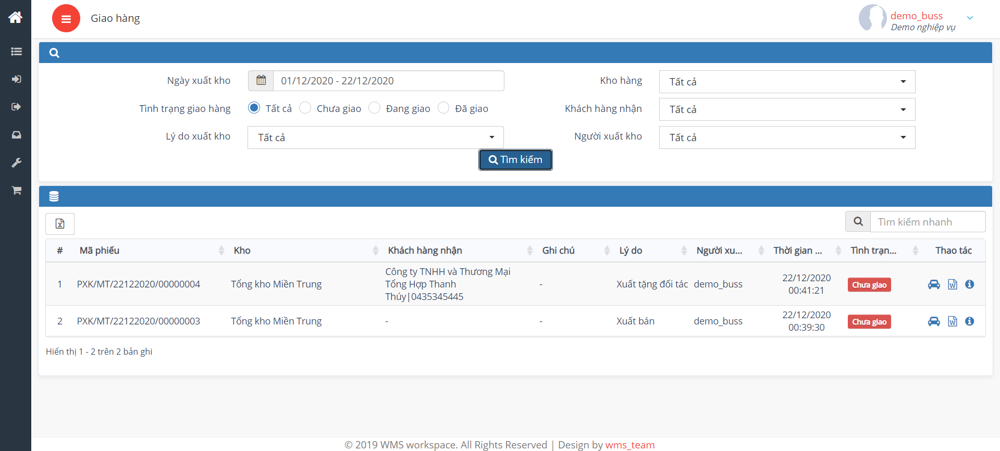 Giao hàng
demo_buss
Demo nghiệp vụ
Ngày xuất kho
01/12/2020 - 22/12/2020
Kho hàng
Tất cả
Tình trạng giao hàng
Tất cả
Chưa giao
Đang giao
Đã giao
Khách hàng nhận
Tất cả
Lý do xuất kho
Tất cả
Người xuất kho
Tất cả
Tìm kiếm
Tìm kiếm nhanh
# Mã phiếu Kho Khách hàng nhận Ghi chú Lý do Người xu... Thời gian ... Tình trạn... Thao tác
1 PXK/MT/22122020/00000004 Tổng kho Miền Trung
Công ty TNHH và Thương Mại
Tổng Hợp Thanh
Thúy|0435345445
- Xuất tặng đối tác demo_buss
22/12/2020
00:41:21
Chưa giao
2 PXK/MT/22122020/00000003 Tổng kho Miền Trung - - Xuất bán demo_buss
22/12/2020
00:39:30
Chưa giao
Hiển thị 1 - 2 trên 2 bản ghi
© 2019 WMS workspace. All Rights Reserved | Design by wms_team